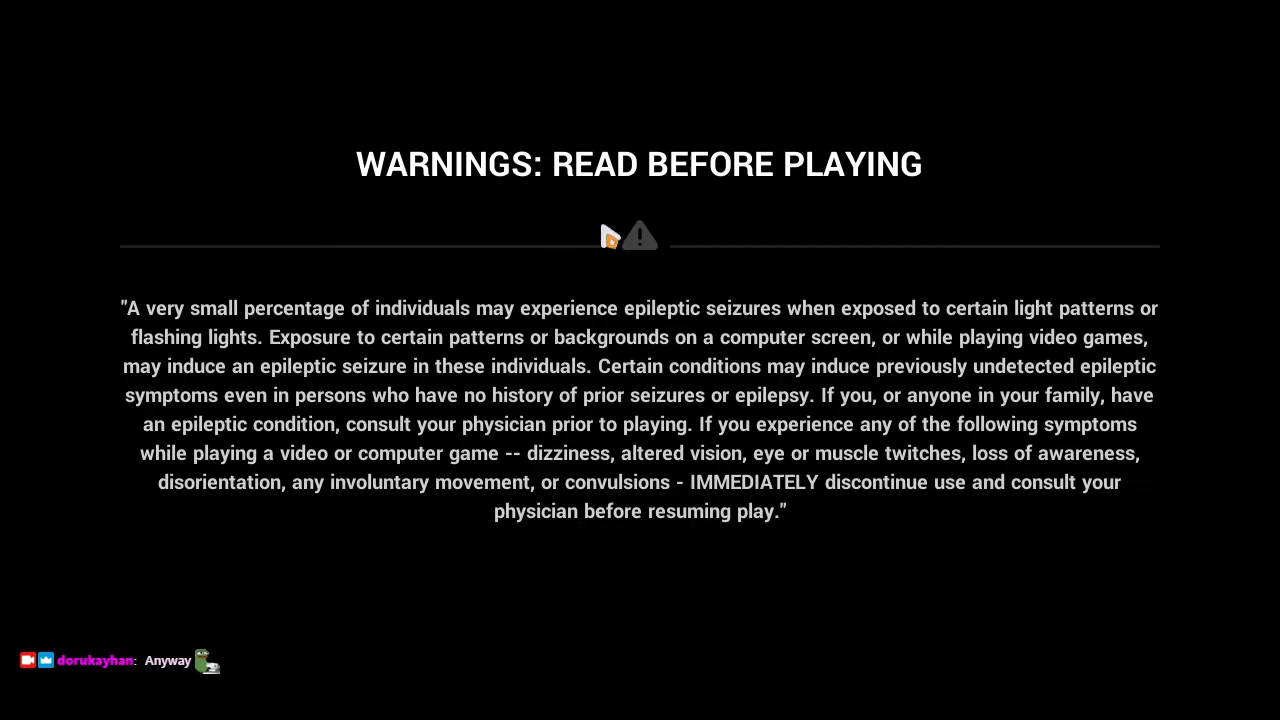 WARNINGS: READ BEFORE PLAYING
"A very small percentage of individuals may experience epileptic seizures when exposed to certain light patterns or
flashing lights. Exposure to certain patterns or backgrounds on a computer screen, or while playing video games,
may induce an epileptic seizure in these individuals. Certain conditions may induce previously undetected epileptic
symptoms even in persons who have no history of prior seizures or epilepsy. If you, or anyone in your family, have
an epileptic condition, consult your physician prior to playing. If you experience any of the following symptoms
while playing a video or computer game -- dizziness, altered vision, eye or muscle twitches, loss of awareness,
disorientation, any involuntary movement, or convulsions - IMMEDIATELY discontinue use and consult your
physician before resuming play."
dorukayhan: Anyway